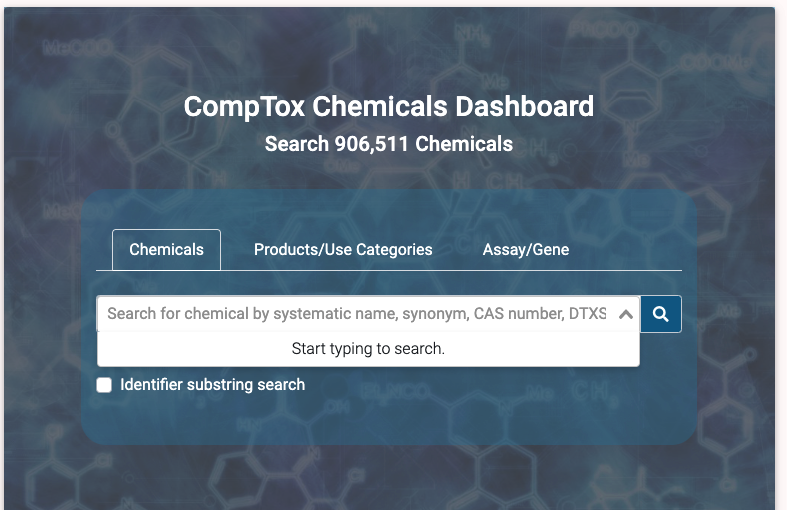 CompTox Chemicals Dashboard
Search 906,511 Chemicals
Chemicals Products/Use Categories Assay/Gene
Search for chemical by systematic name, synonym, CAS number, DTXS
Start typing to search.
Identifier substring search